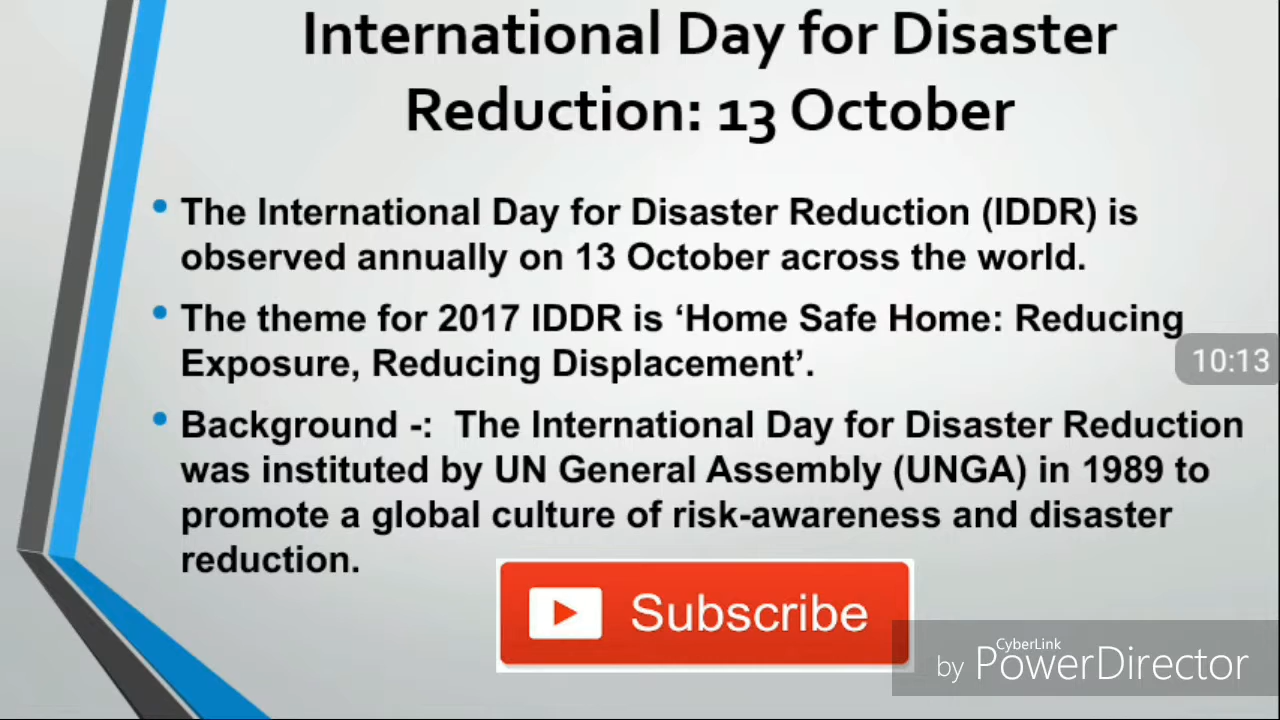 International Day for Disaster
Reduction: 13 October
• The International Day for Disaster Reduction (IDDR) is
observed annually on 13 October across the world.
• The theme for 2017 IDDR is ‘Home Safe Home: Reducing
Exposure, Reducing Displacement’.
10:13
• Background -:  The International Day for Disaster Reduction
was instituted by UN General Assembly (UNGA) in 1989 to
promote a global culture of risk-awareness and disaster
reduction.
Subscribe
CyberLink
by PowerDirector